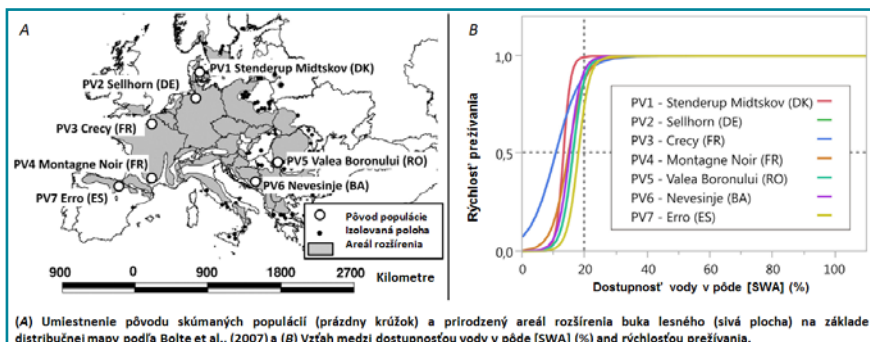 A
PV1 Stenderup Midtskov (DK)
PV2 Sellhorn (DE)
PV3 Crecy (FR)
PV4 Montagne Noir (FR)
PV5 Valea Boronului (RO)
PV6 Nevesinje (BA)
PV7 Erro (ES)
Pôvod populácie
Izolovaná poloha
Areál rozšírenia
900 0 900 1800 2700 Kilometre
B
Rýchlosť prežívania
1,0
0,5
0,0
PV1 - Stenderup Midtskov (DK)
PV2 - Sellhorn (DE)
PV3 - Crecy (FR)
PV4 - Montagne Noir (FR)
PV5 - Valea Boronului (RO)
PV6 - Nevesinje (BA)
PV7 - Erro (ES)
0 20 40 60 80 100
Dostupnosť vody v pôde [SWA] (%)
(A) Umiestnenie pôvodu skúmaných populácií (prázdny krúžok) a prirodzený areál rozšírenia buka lesného (sivá plocha) na základe
distribučnej mapy podľa Bolte et al., (2007) a (B) Vzťah medzi dostupnosťou vody v pôde [SWA] (%) and rýchlosťou prežívania.